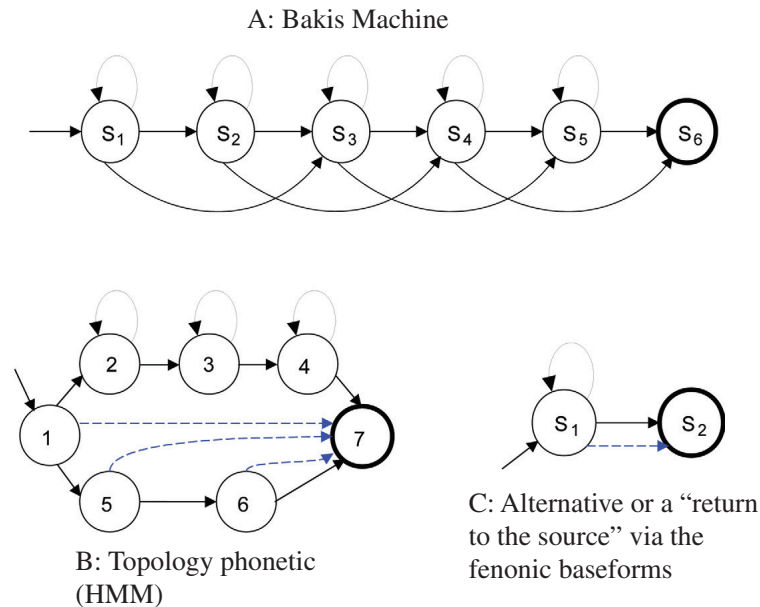 A: Bakis Machine
S1 S2 S3 S4 S5 S6
2 3 4
1 7
5 6
B: Topology phonetic
(HMM)
S1 S2
C: Alternative or a “return
to the source” via the
fenonic baseforms